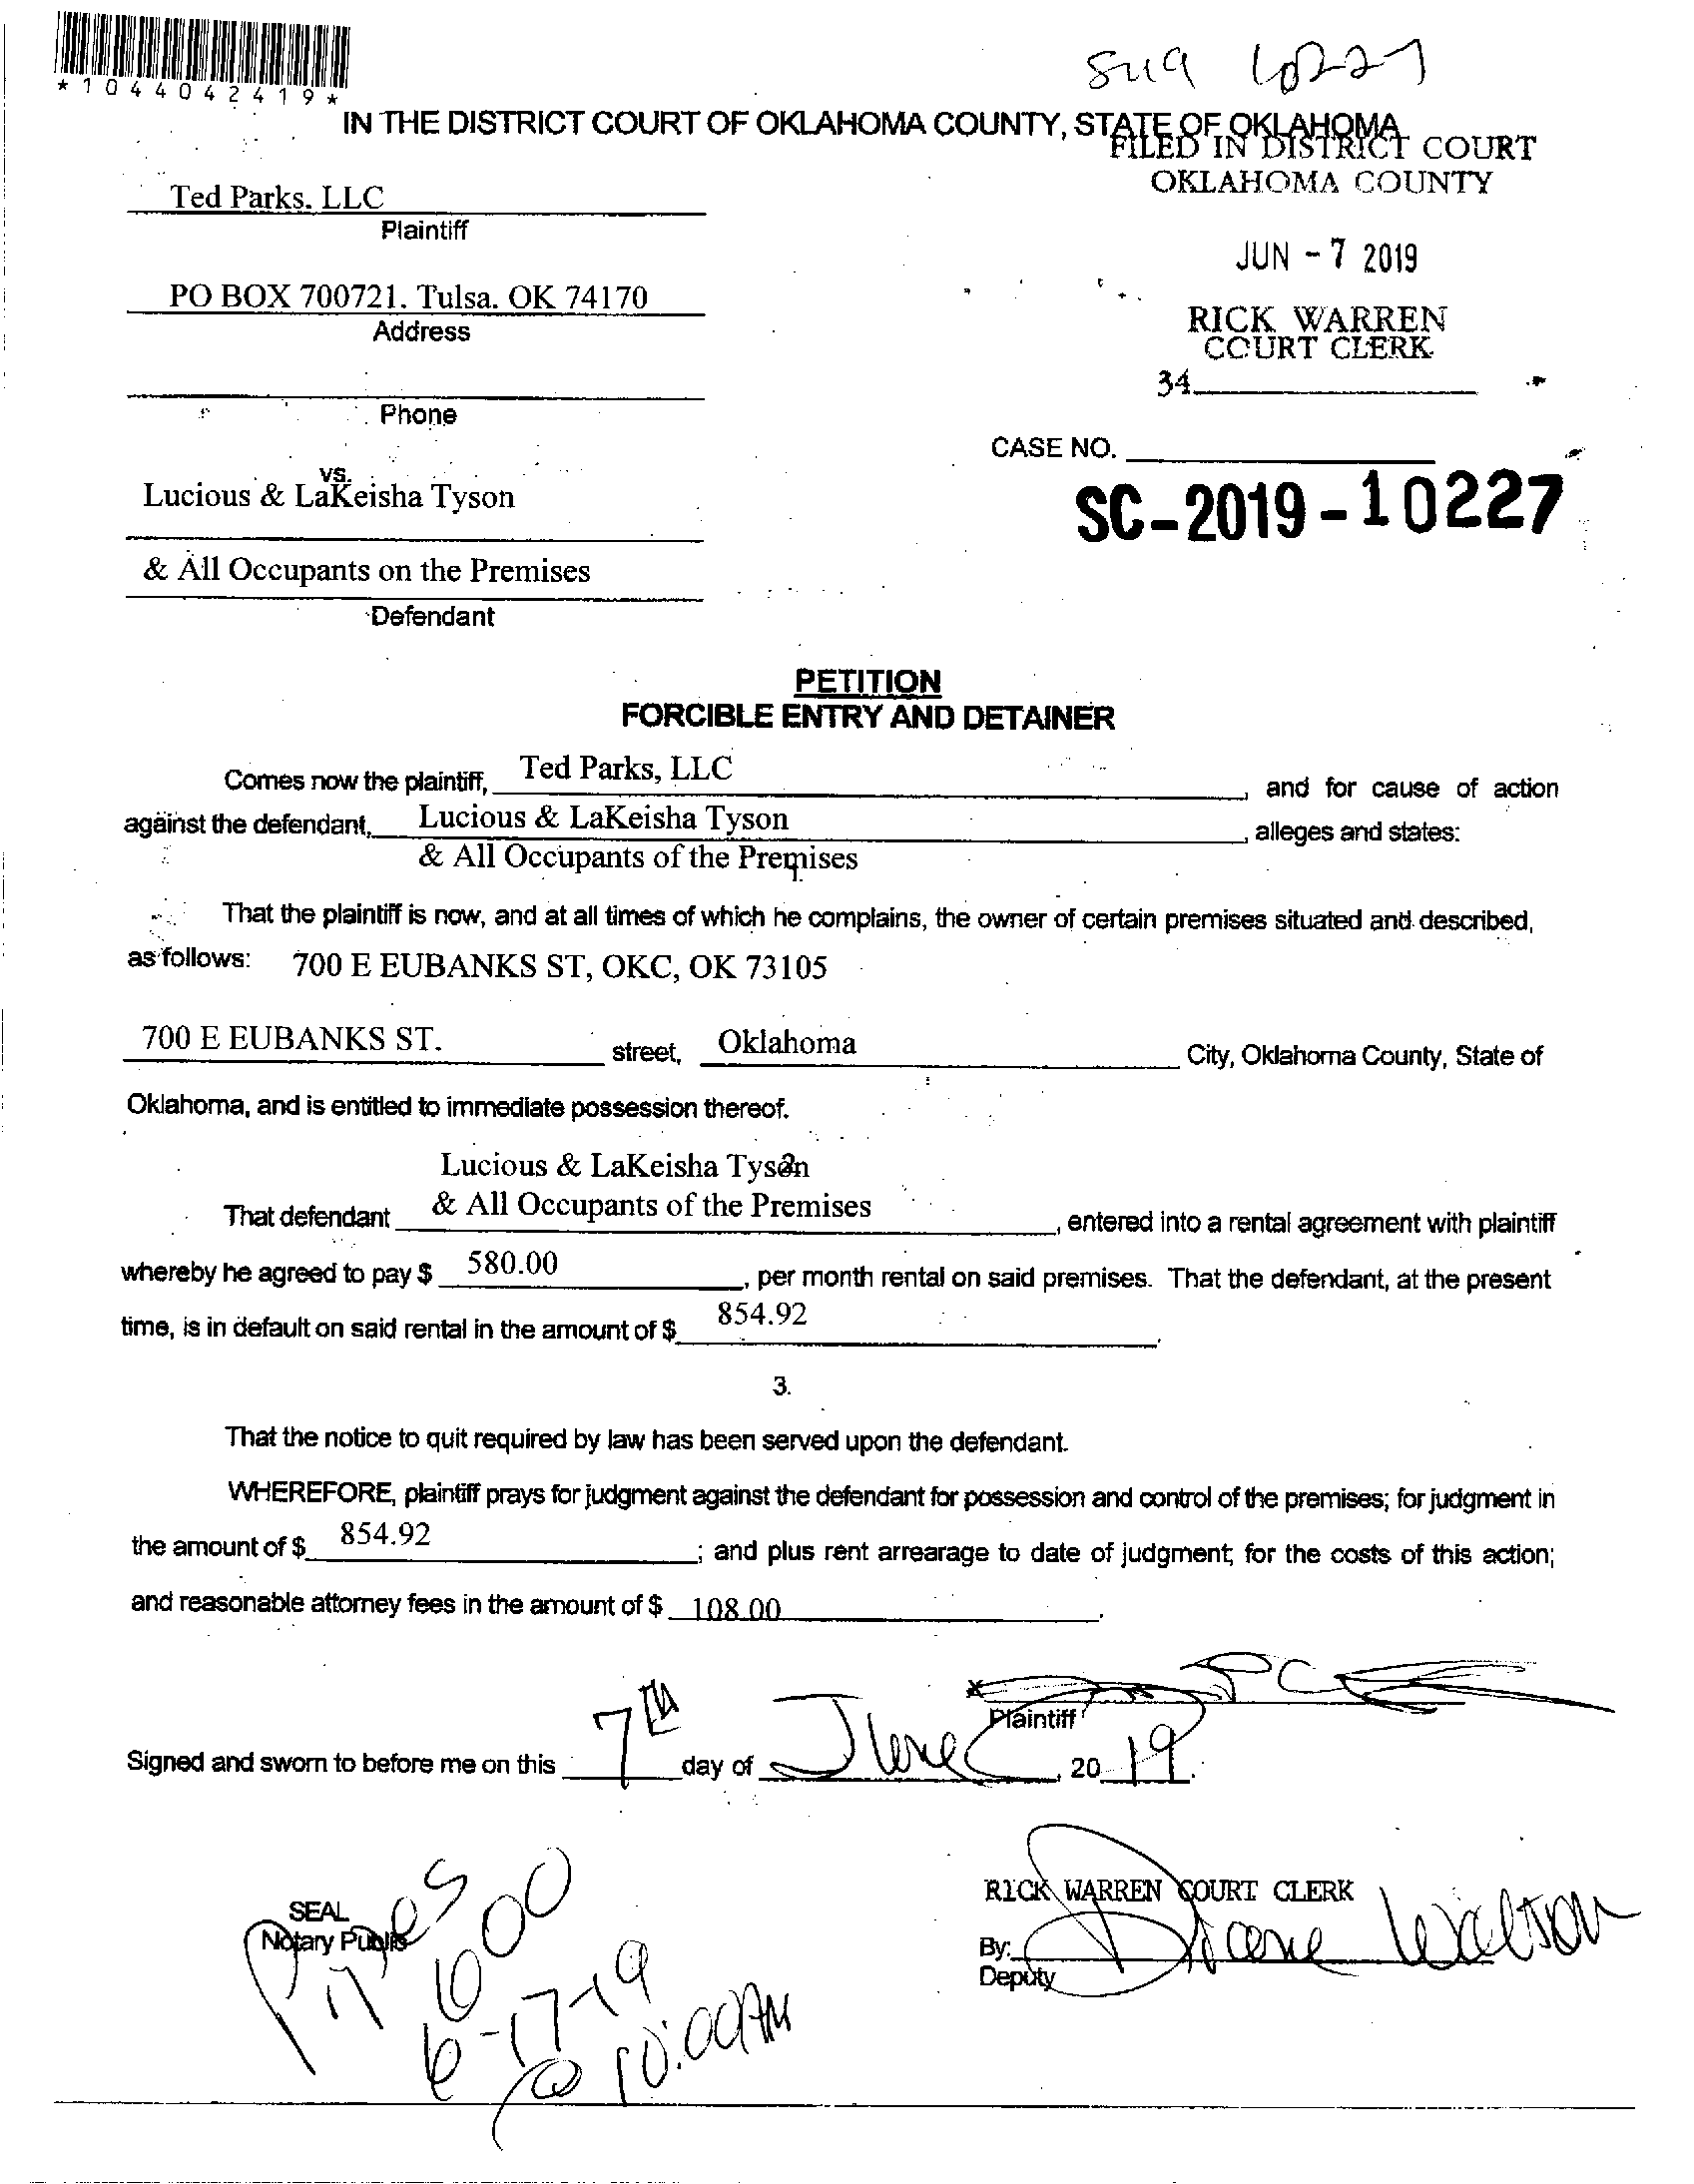 *1044042419*
IN THE DISTRICT COURT OF OKLAHOMA COUNTY, STATE OF OKLAHOMA
FILED IN DISTRICT COURT
OKLAHOMA COUNTY
Ted Parks, LLC
Plaintiff
JUN - 7 2019
PO BOX 700721, Tulsa, OK 74170
Address
RICK WARREN
COURT CLERK
34
Phone
CASE NO.
SC-2019-10227
vs.
Lucious & LaKeisha Tyson
& All Occupants on the Premises
Defendant
PETITION
FORCIBLE ENTRY AND DETAINER
Comes now the plaintiff, Ted Parks, LLC, and for cause of action
against the defendant, Lucious & LaKeisha Tyson, alleges and states:
& All Occupants of the Premises
1.
That the plaintiff is now, and at all times of which he complains, the owner of certain premises situated and described,
as follows: 700 E EUBANKS ST, OKC, OK 73105
700 E EUBANKS ST. street, Oklahoma City, Oklahoma County, State of
Oklahoma, and is entitled to immediate possession thereof.
2.
Lucious & LaKeisha Tyson
That defendant & All Occupants of the Premises, entered into a rental agreement with plaintiff
whereby he agreed to pay $ 580.00, per month rental on said premises. That the defendant, at the present
time, is in default on said rental in the amount of $ 854.92.
3.
That the notice to quit required by law has been served upon the defendant.
WHEREFORE, plaintiff prays for judgment against the defendant for possession and control of the premises; for judgment in
the amount of $ 854.92; and plus rent arrearage to date of judgment; for the costs of this action;
and reasonable attorney fees in the amount of $ 108.00.
x
Plaintiff
Signed and sworn to before me on this 7th day of June, 2019.
RICK WARREN COURT CLERK
By: Diane Walton
Deputy
SEAL
Notary Public
6-17-19
@ 10:00AM